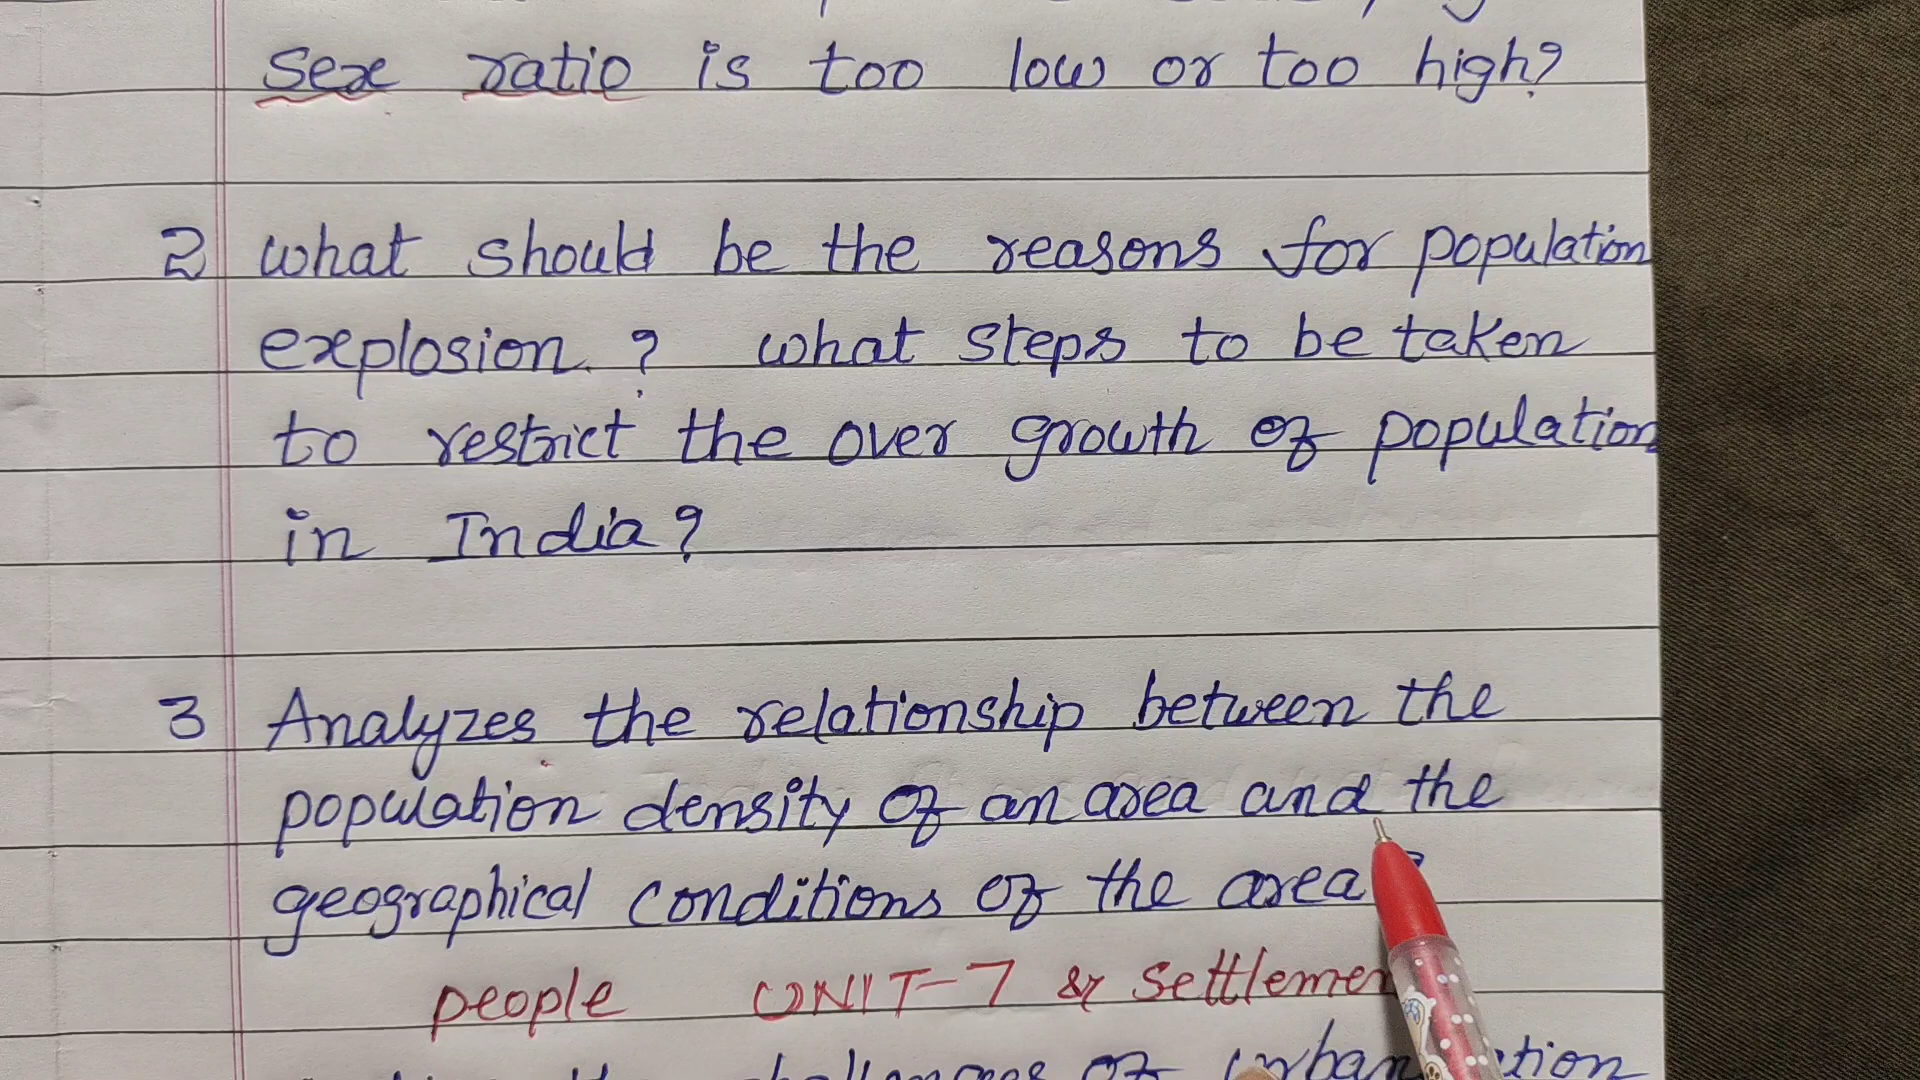 Sex ratio is too low or too high?
2 what should be the reasons for population
explosion. ? what steps to be taken
to restrict the over growth of population
in India?
3 Analyzes the relationship between the
population density of an area and the
geographical conditions of the area?
people UNIT-7 & Settlemen
of urban